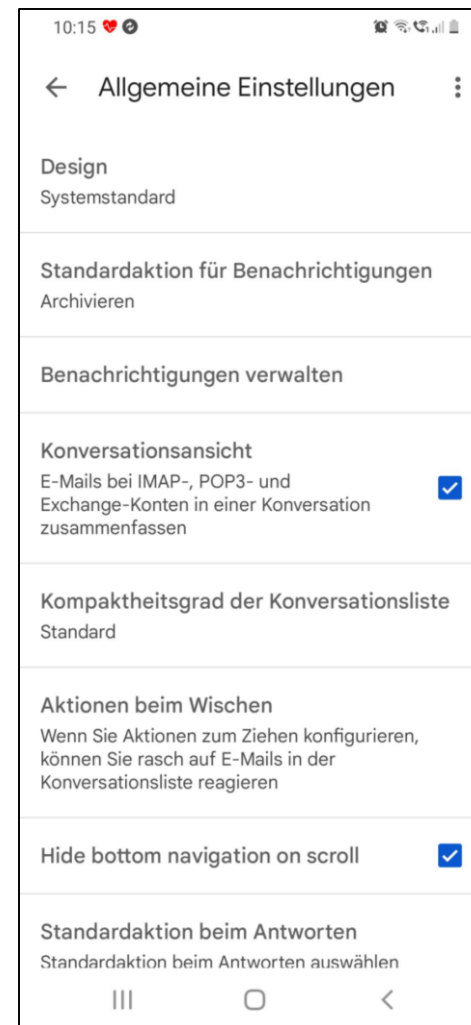 10:15
Allgemeine Einstellungen
Design
Systemstandard
Standardaktion für Benachrichtigungen
Archivieren
Benachrichtigungen verwalten
Konversationsansicht
E-Mails bei IMAP-, POP3- und
Exchange-Konten in einer Konversation
zusammenfassen
Kompaktheitsgrad der Konversationsliste
Standard
Aktionen beim Wischen
Wenn Sie Aktionen zum Ziehen konfigurieren,
können Sie rasch auf E-Mails in der
Konversationsliste reagieren
Hide bottom navigation on scroll
Standardaktion beim Antworten
Standardaktion beim Antworten auswählen